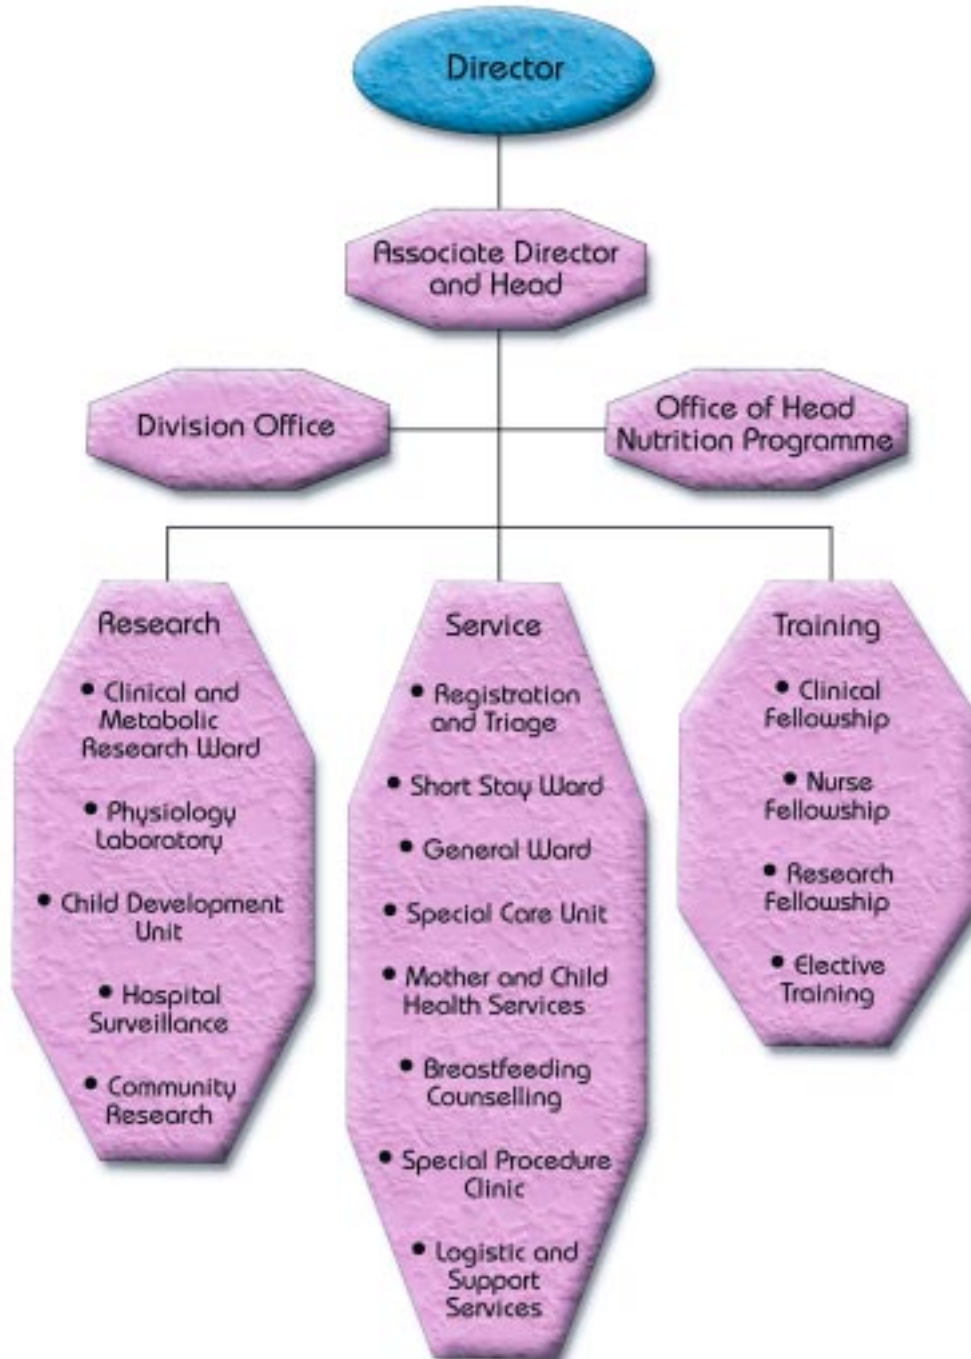 Director
Associate Director
and Head
Division Office
Office of Head
Nutrition Programme
Research
• Clinical and
Metabolic
Research Ward
• Physiology
Laboratory
• Child Development
Unit
• Hospital
Surveillance
• Community
Research
Service
• Registration
and Triage
• Short Stay Ward
• General Ward
• Special Care Unit
• Mother and Child
Health Services
• Breastfeeding
Counselling
• Special Procedure
Clinic
• Logistic and
Support
Services
Training
• Clinical
Fellowship
• Nurse
Fellowship
• Research
Fellowship
• Elective
Training